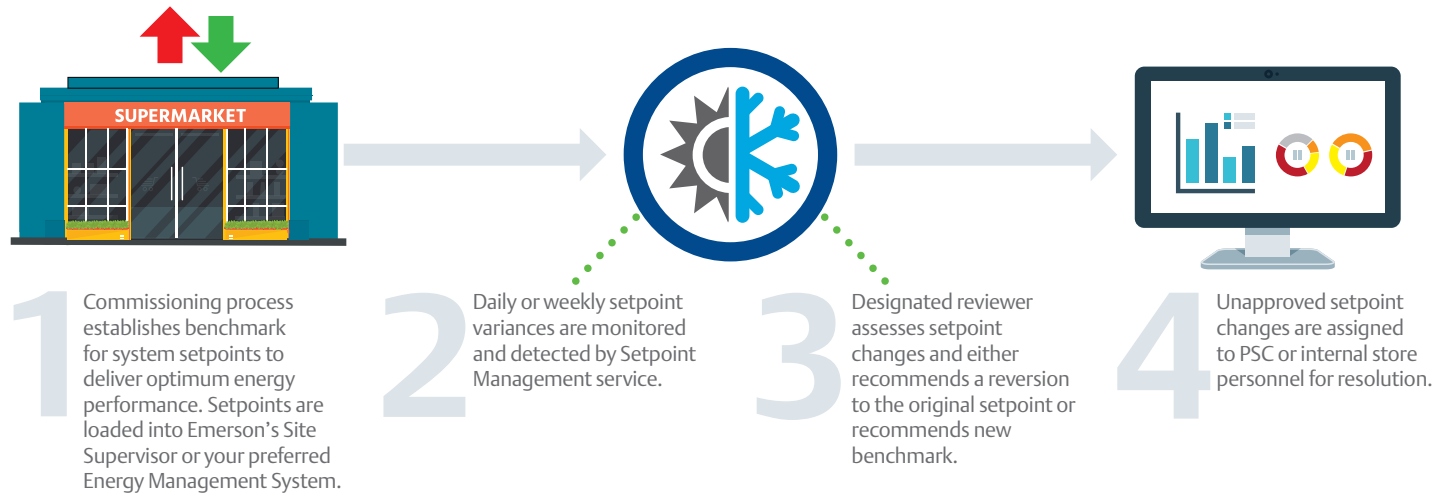 SUPERMARKET
1
Commissioning process
establishes benchmark
for system setpoints to
deliver optimum energy
performance. Setpoints are
loaded into Emerson’s Site
Supervisor or your preferred
Energy Management System.
2
Daily or weekly setpoint
variances are monitored
and detected by Setpoint
Management service.
3
Designated reviewer
assesses setpoint
changes and either
recommends a reversion
to the original setpoint or
recommends new
benchmark.
4
Unapproved setpoint
changes are assigned
to PSC or internal store
personnel for resolution.